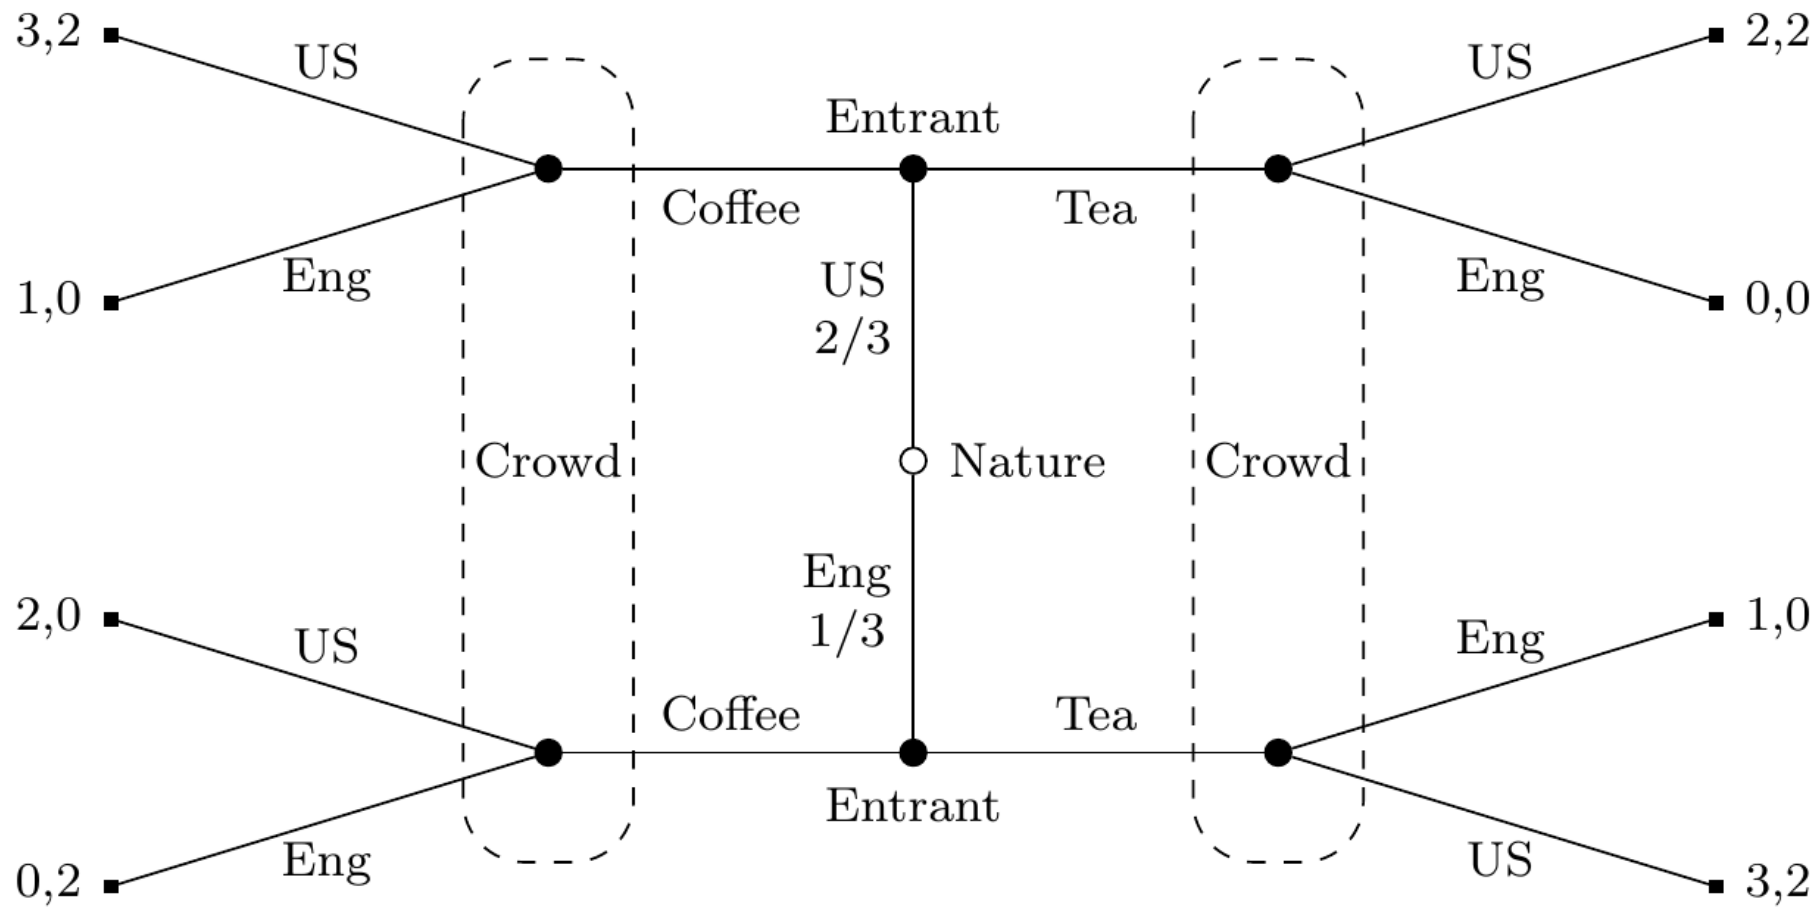 3,2
US
2,2
US
Entrant
Coffee
Tea
1,0
Eng
US
2/3
Eng
0,0
Crowd
Nature
Crowd
Eng
1/3
2,0
US
Eng
1,0
Coffee
Tea
Entrant
0,2
Eng
US
3,2